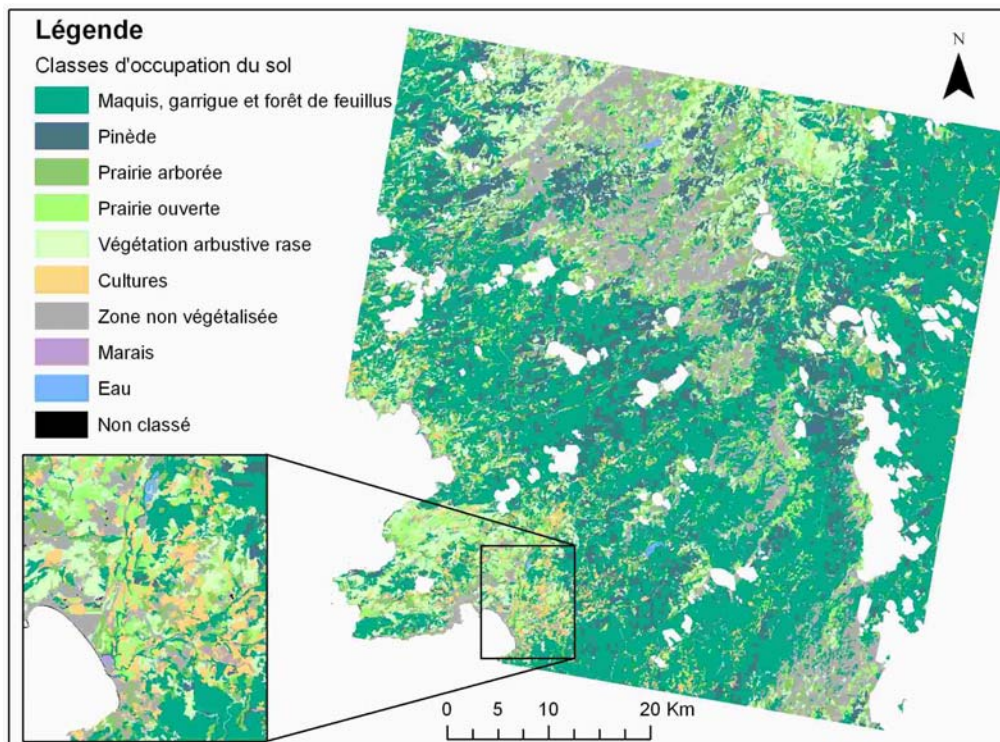 Légende
Classes d'occupation du sol
Maquis, garrigue et forêt de feuillus
Pinède
Prairie arborée
Prairie ouverte
Végétation arbustive rase
Cultures
Zone non végétalisée
Marais
Eau
Non classé
N
0 5 10 20 Km